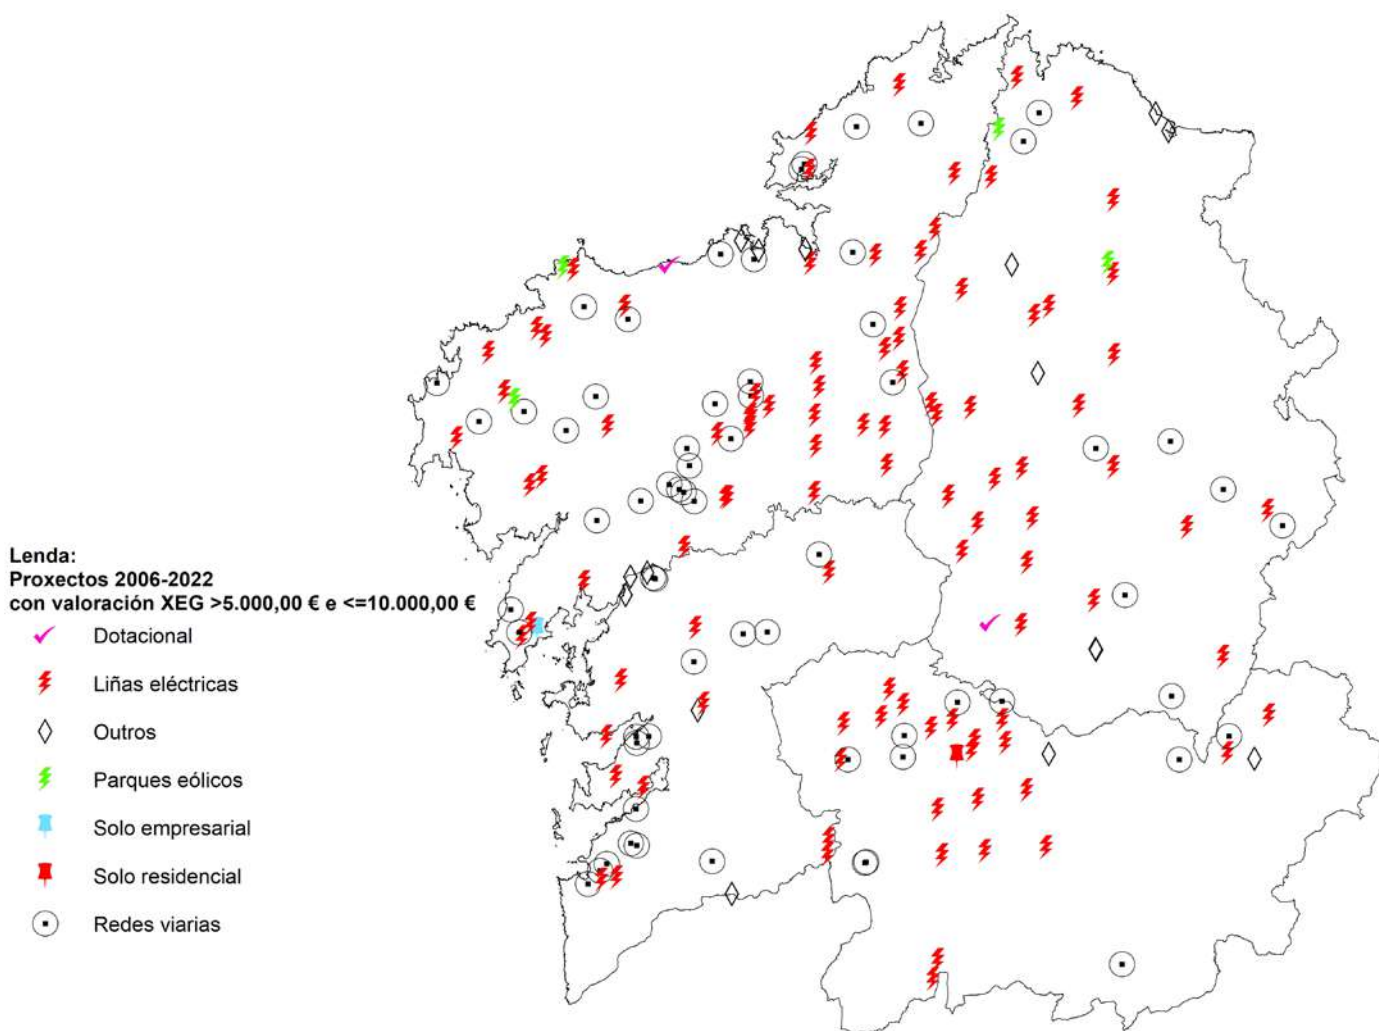 Lenda:
Proxectos 2006-2022
con valoración XEG >5.000,00 € e <=10.000,00 €
Dotacional
Liñas eléctricas
Outros
Parques eólicos
Solo empresarial
Solo residencial
Redes viarias